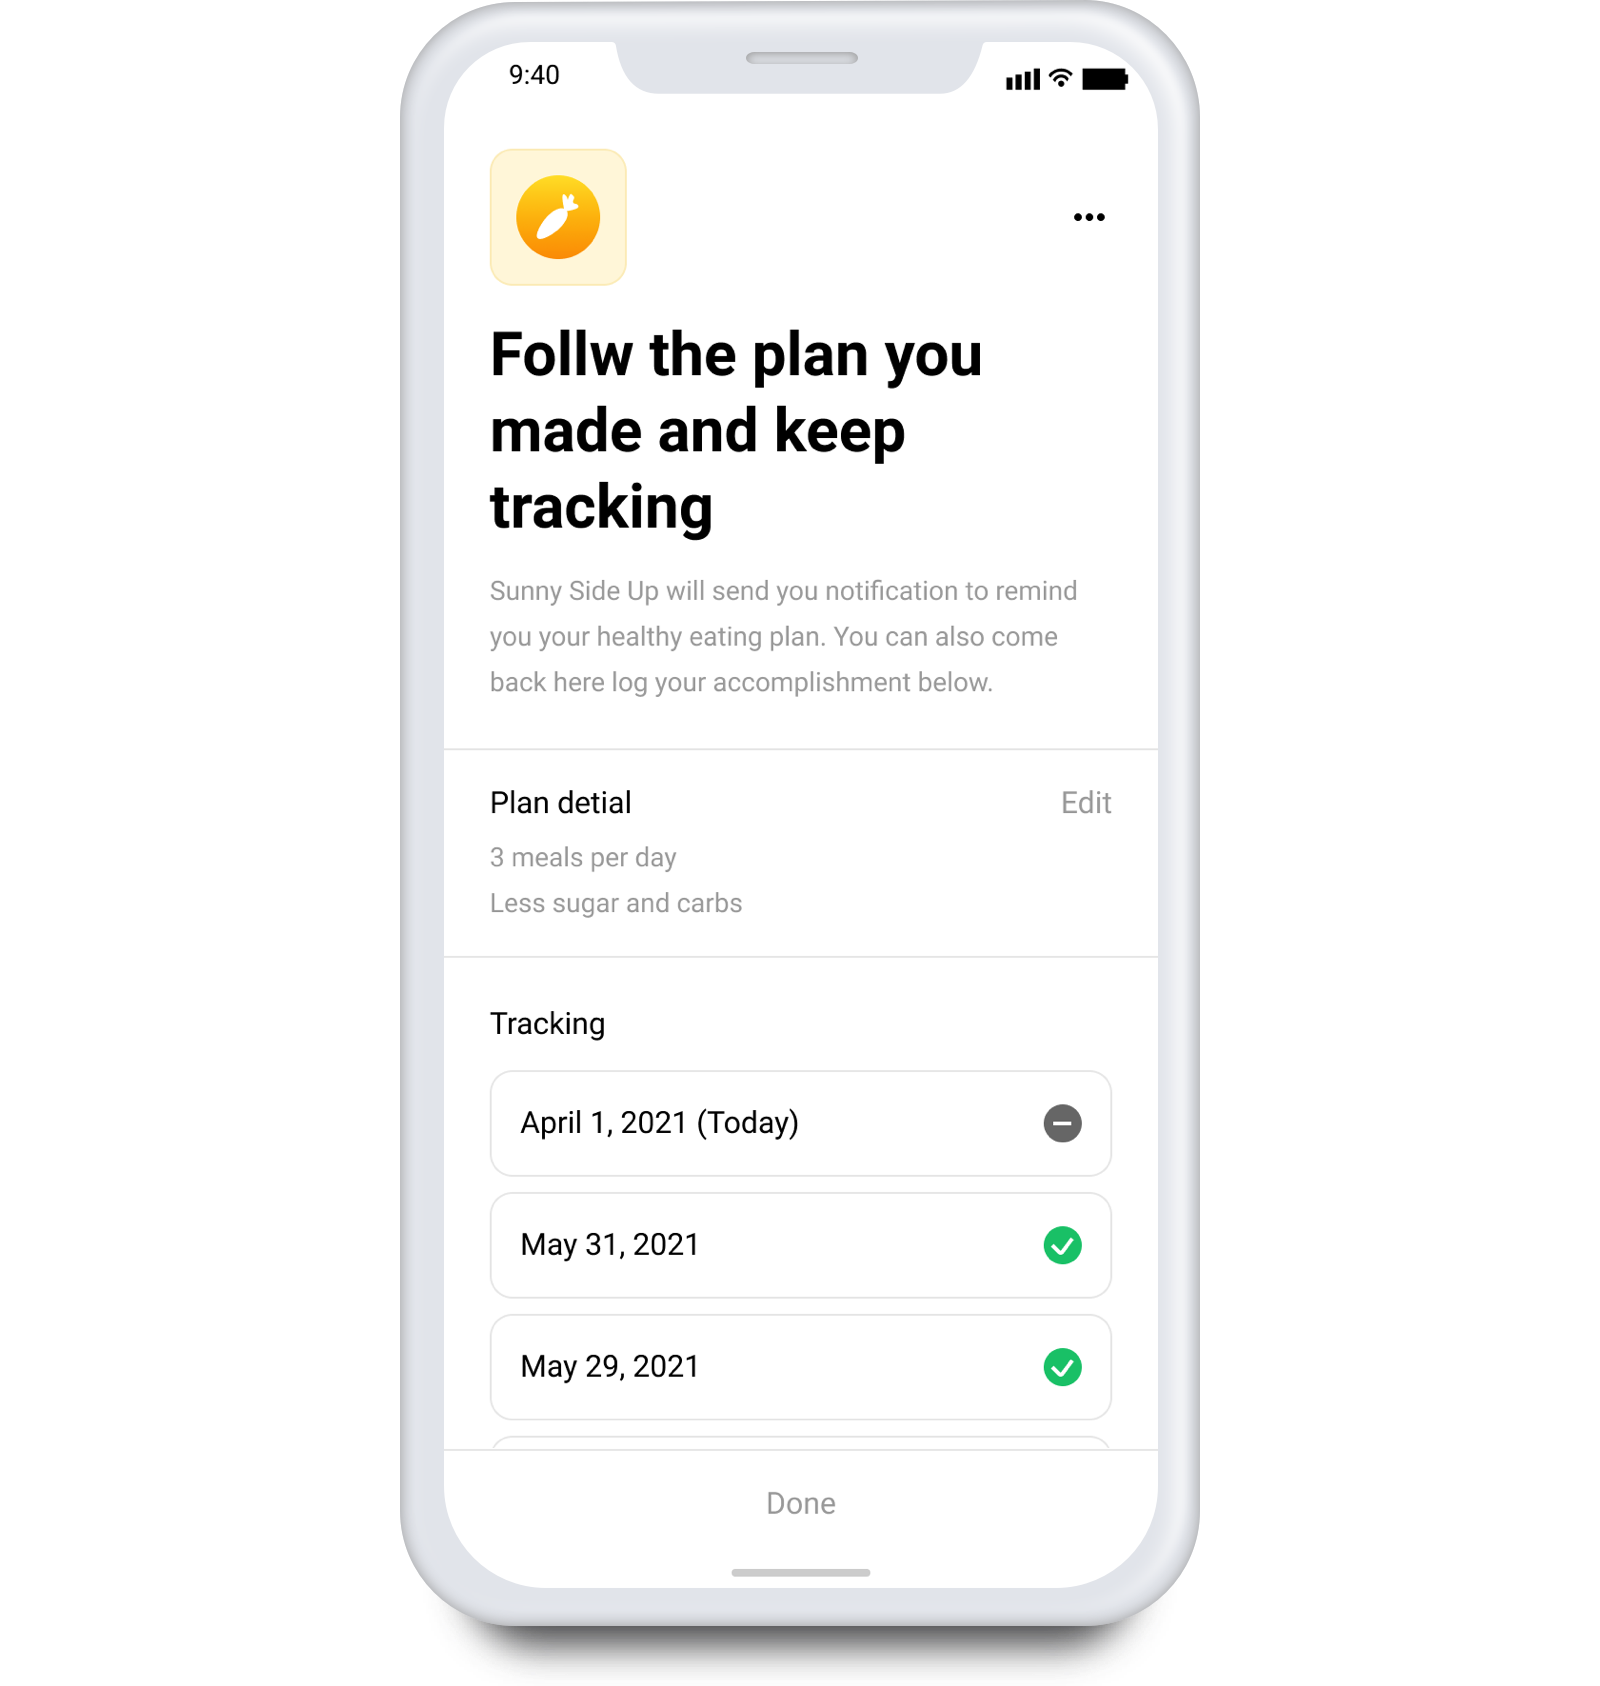 9:40
Follw the plan you
made and keep
tracking
Sunny Side Up will send you notification to remind
you your healthy eating plan. You can also come
back here log your accomplishment below.
Plan detial
Edit
3 meals per day
Less sugar and carbs
Tracking
April 1, 2021 (Today)
May 31, 2021
May 29, 2021
Done